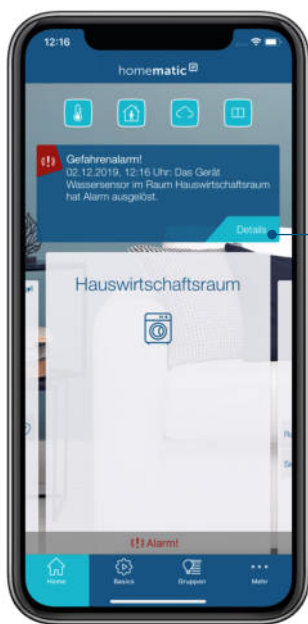 12:16
homematic IP
Gefahrenalarm!
02.12.2019, 12:16 Uhr: Das Gerät
Wassersensor im Raum Hauswirtschaftsraum
hat Alarm ausgelöst.
Details
Hauswirtschaftsraum
Alarm!
Home
Basics
Gruppen
Mehr